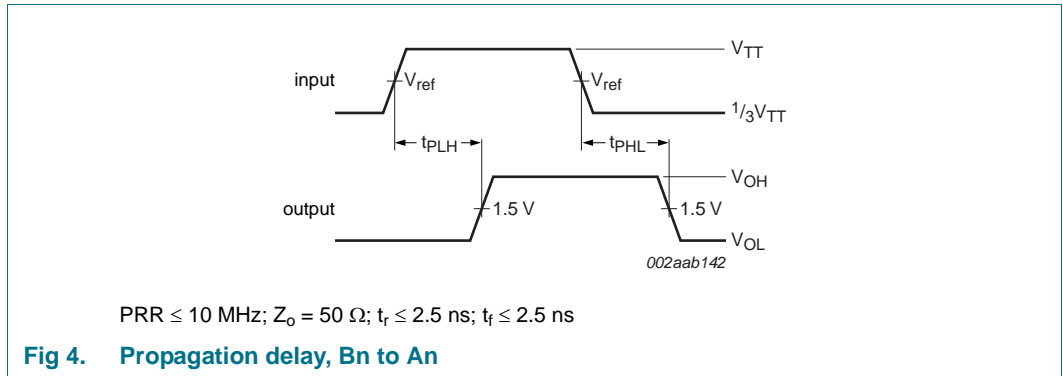 V_TT
input V_ref V_ref
1/3V_TT
t_PLH t_PHL
V_OH
output 1.5 V 1.5 V
V_OL
002aab142
PRR ≤ 10 MHz; Z_o = 50 Ω; t_r ≤ 2.5 ns; t_f ≤ 2.5 ns
Fig 4. Propagation delay, Bn to An